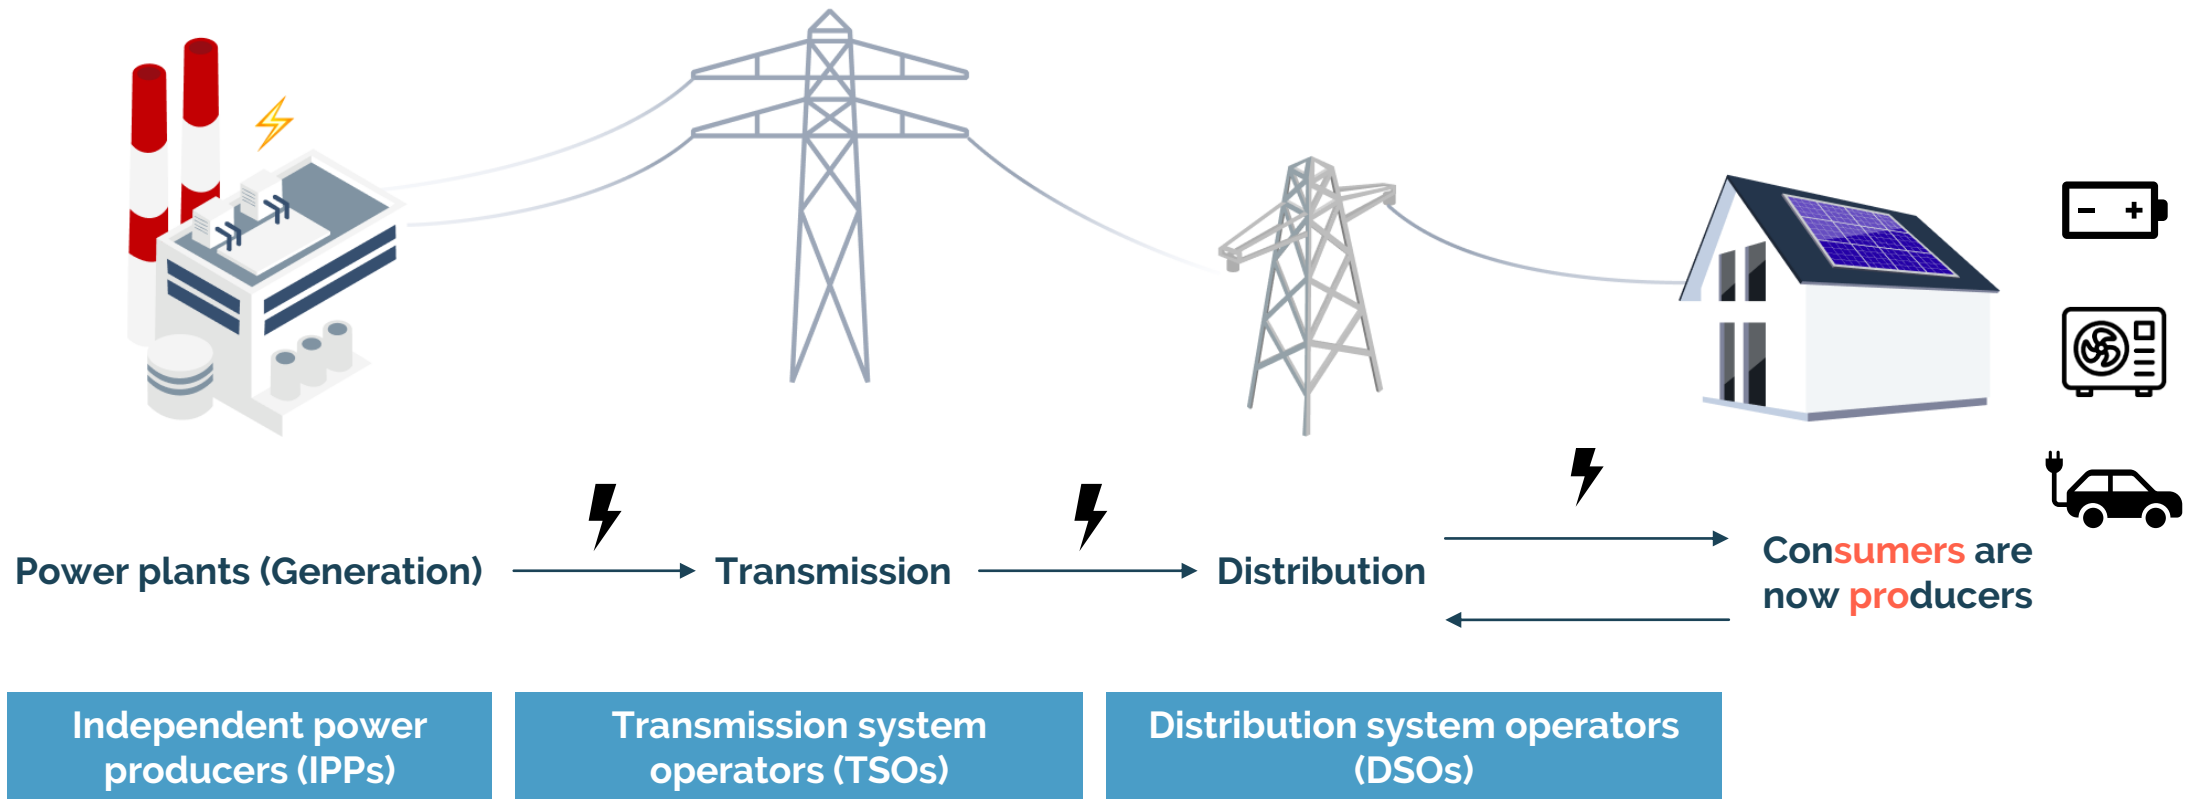 Power plants (Generation)
Transmission
Distribution
Consumers are
now producers
Independent power
producers (IPPs)
Transmission system
operators (TSOs)
Distribution system operators
(DSOs)